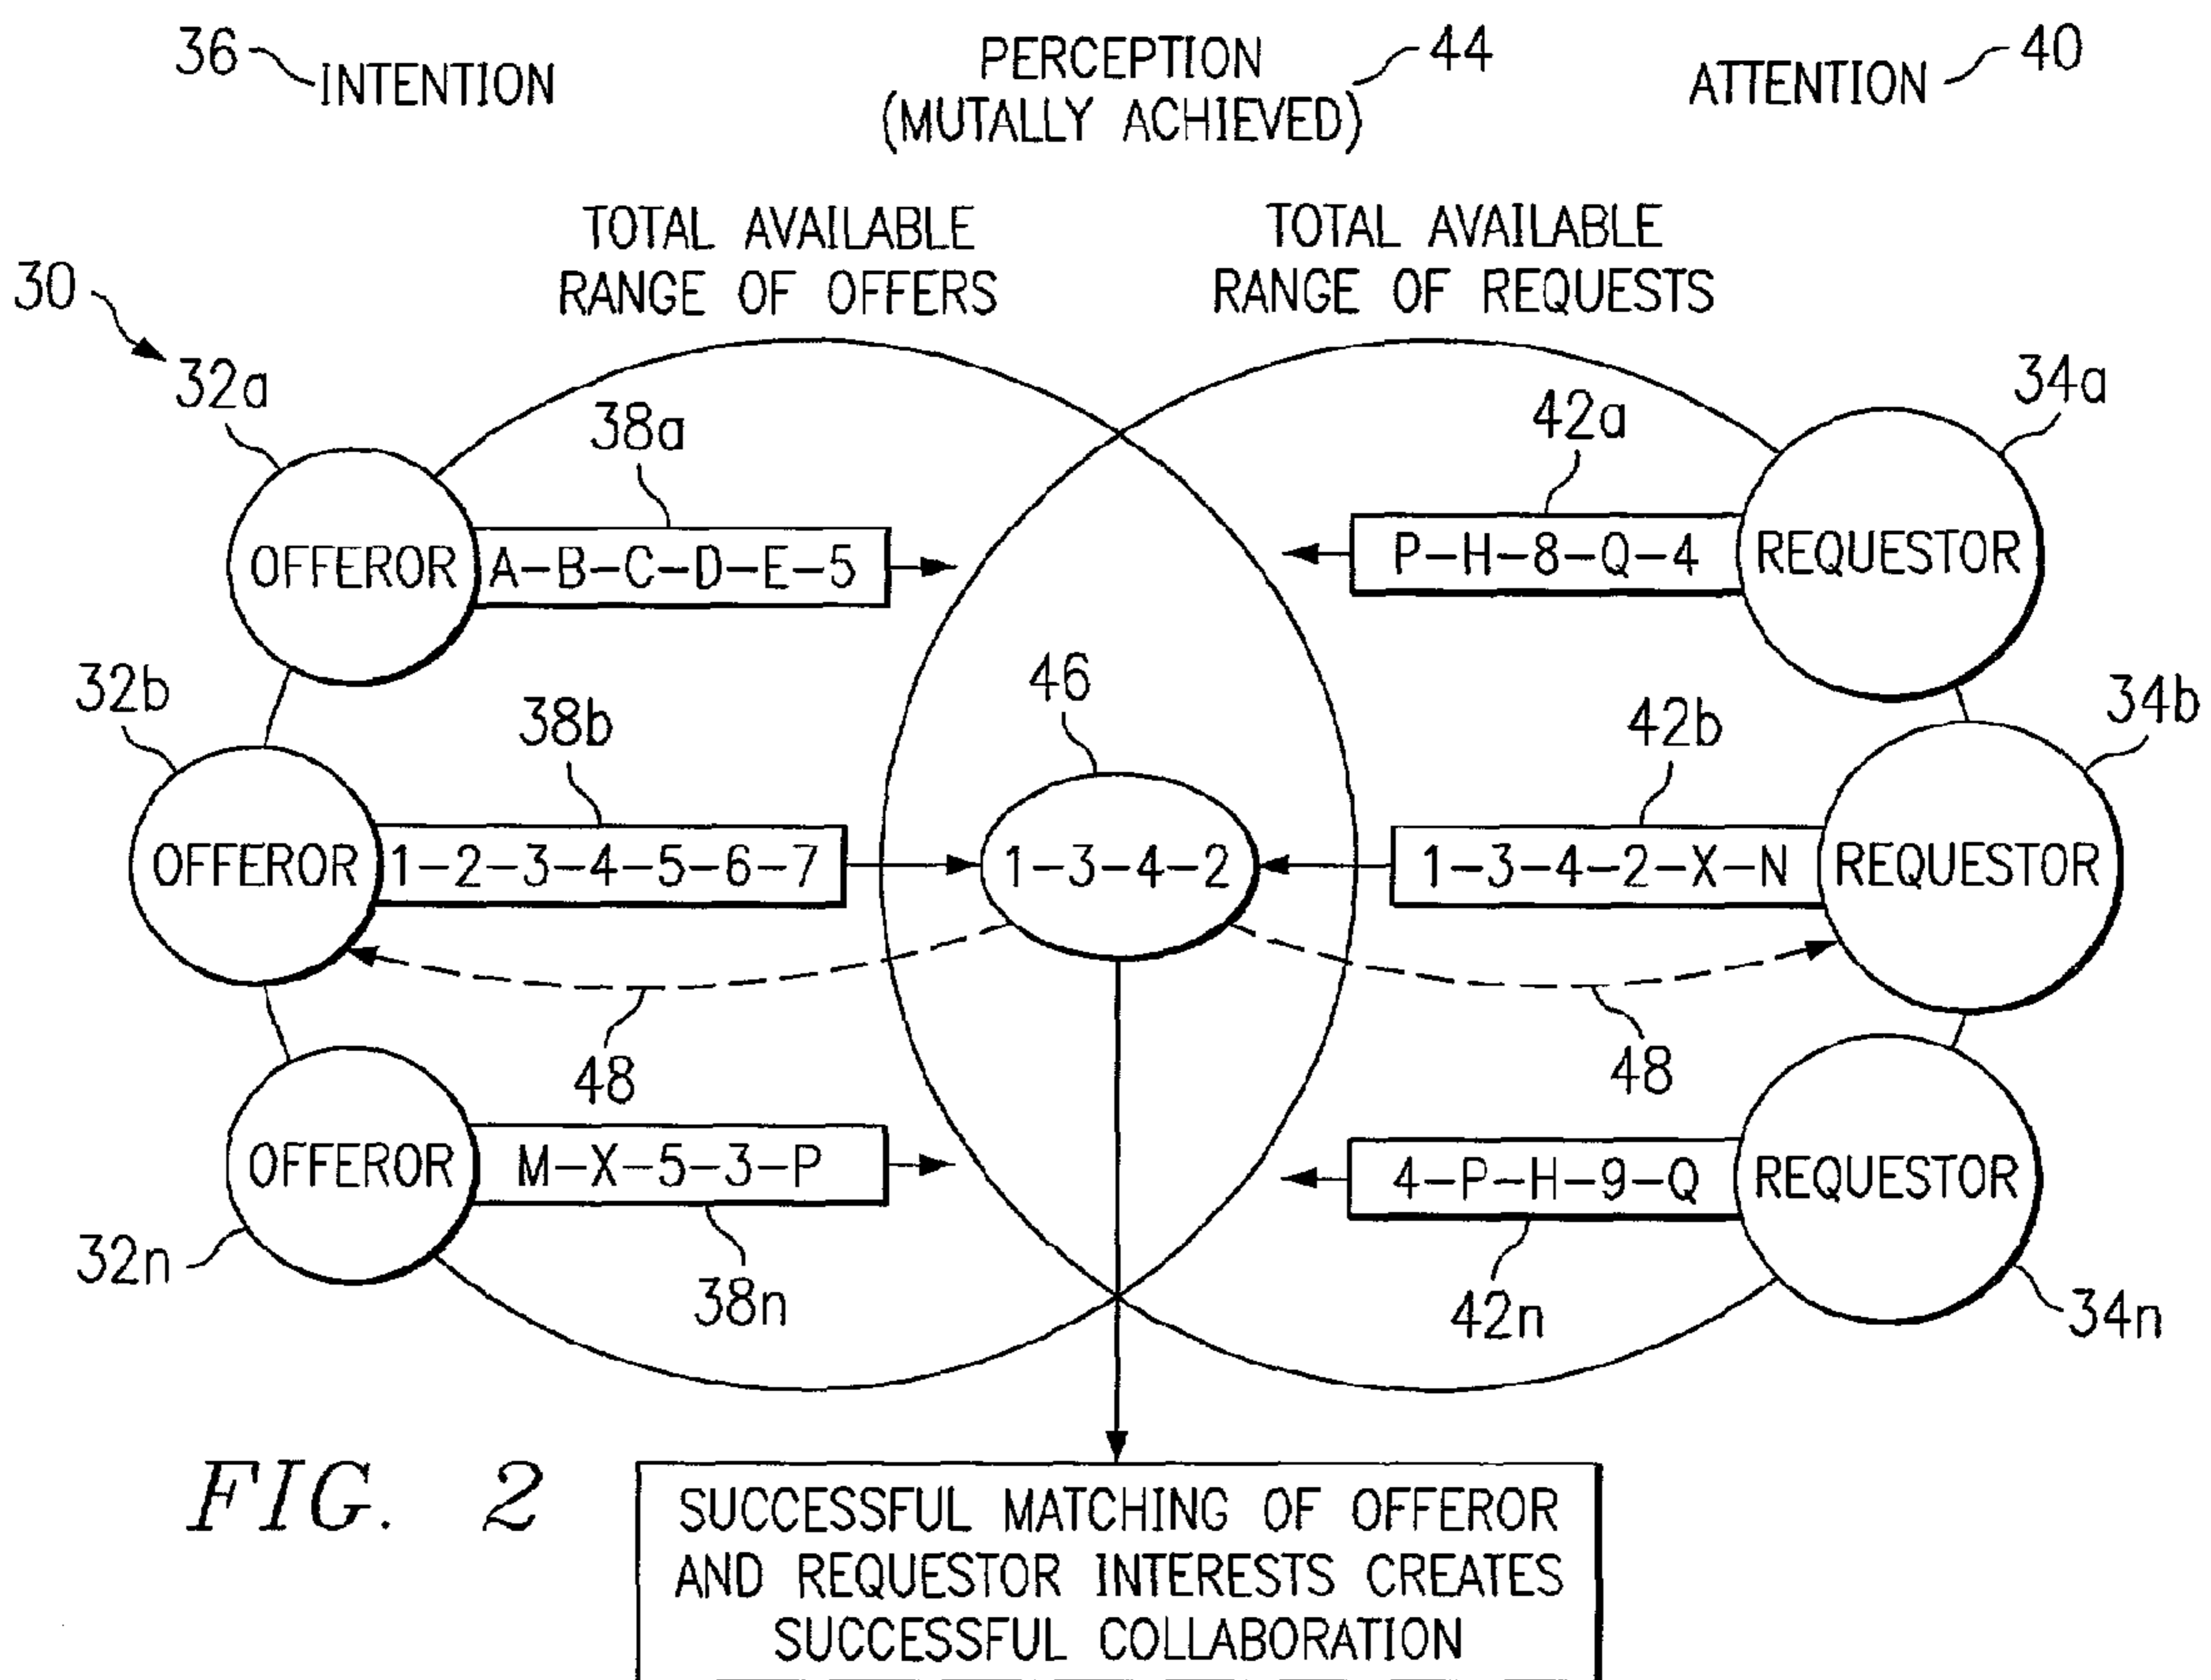 36 INTENTION
PERCEPTION
(MUTALLY ACHIEVED)
44
ATTENTION 40
TOTAL AVAILABLE
RANGE OF OFFERS
TOTAL AVAILABLE
RANGE OF REQUESTS
30
32a
38a
42a
34a
OFFEROR A-B-C-D-E-5
P-H-8-Q-4 REQUESTOR
32b
38b
46
42b
34b
OFFEROR 1-2-3-4-5-6-7
1-3-4-2
1-3-4-2-X-N REQUESTOR
48
48
OFFEROR M-X-5-3-P
4-P-H-9-Q REQUESTOR
32n
38n
42n
34n
FIG. 2
SUCCESSFUL MATCHING OF OFFEROR
AND REQUESTOR INTERESTS CREATES
SUCCESSFUL COLLABORATION